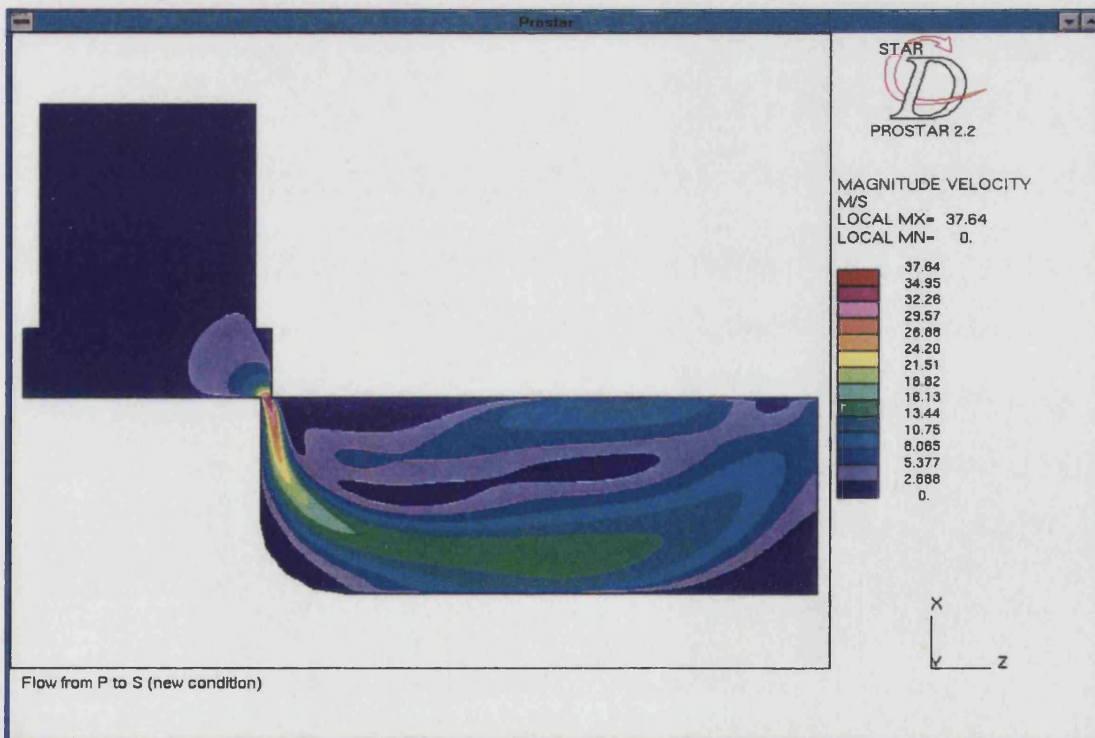 Prostar
STAR
D
PROSTAR 2.2
MAGNITUDE VELOCITY
M/S
LOCAL MX= 37.64
LOCAL MN= 0.
37.64
34.95
32.26
29.57
26.88
24.20
21.51
18.82
16.13
13.44
10.75
8.065
5.377
2.688
0.
X
Y
Z
Flow from P to S (new condition)